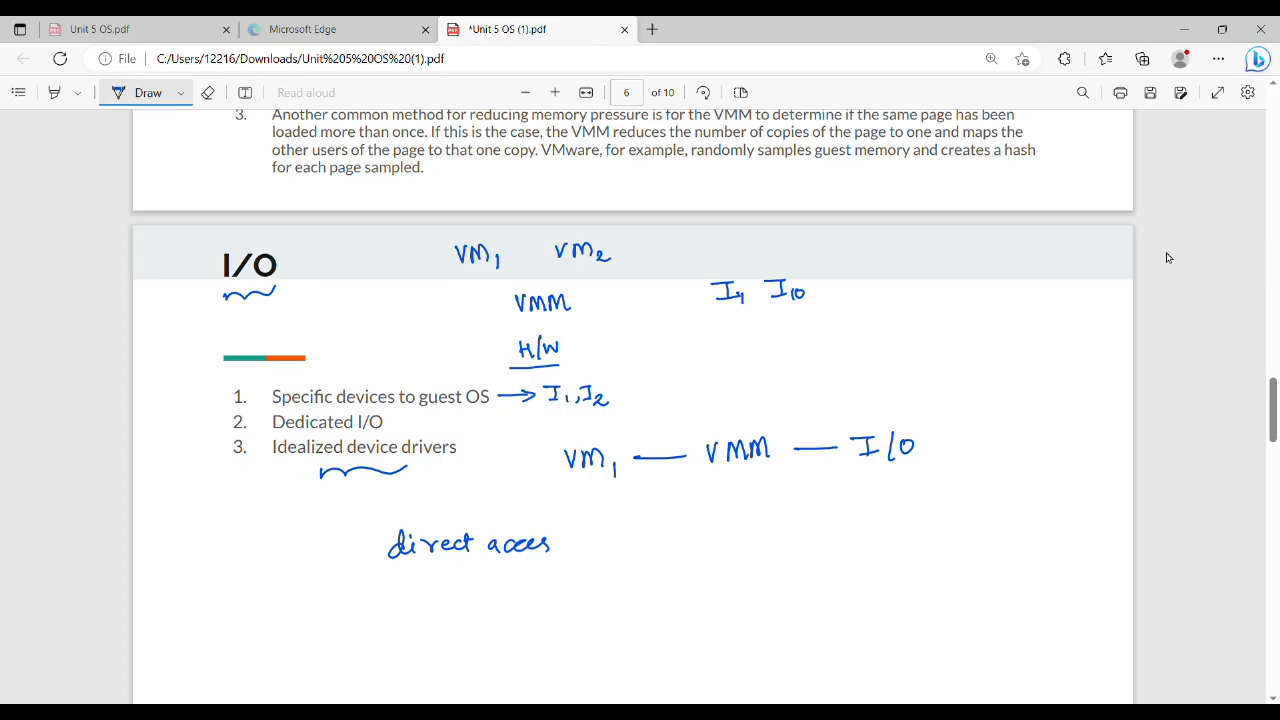 Unit 5 OS.pdf
Microsoft Edge
*Unit 5 OS (1).pdf
File
C:/Users/12216/Downloads/Unit%205%20OS%20(1).pdf
Draw
Read aloud
6
of 10
3. Another common method for reducing memory pressure is for the VMM to determine if the same page has been
loaded more than once. If this is the case, the VMM reduces the number of copies of the page to one and maps the
other users of the page to that one copy. VMware, for example, randomly samples guest memory and creates a hash
for each page sampled.
VM1 VM2
I/O
I4 I10
VMM
H/W
1. Specific devices to guest OS → I1, I2
2. Dedicated I/O
3. Idealized device drivers
VM1 — VMM — I/O
direct acces